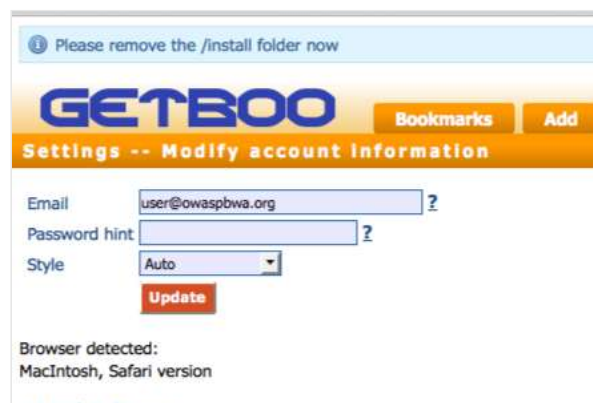 Please remove the /install folder now
GETBOO
Bookmarks Add
Settings -- Modify account information
Email user@owaspbwa.org ?
Password hint ?
Style Auto
Update
Browser detected:
MacIntosh, Safari version